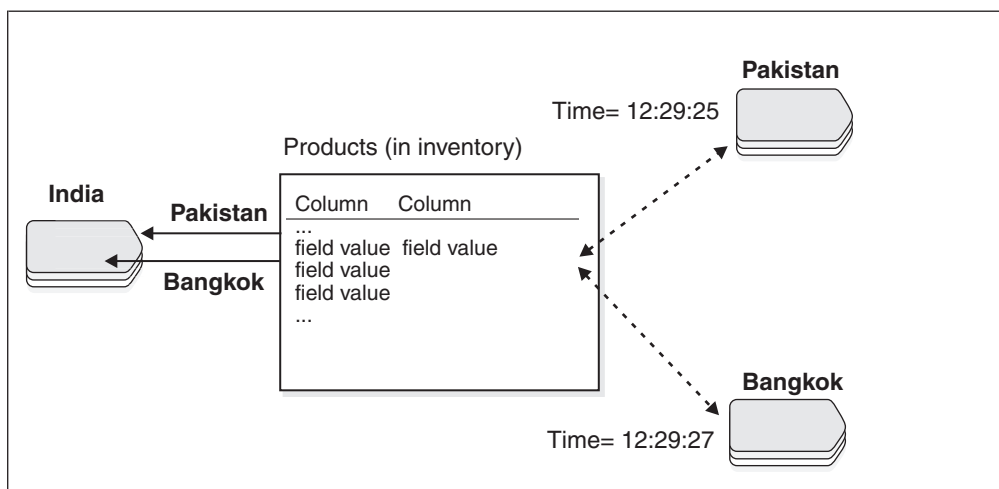 Pakistan
Time= 12:29:25
Products (in inventory)
India
Pakistan
Column Column
...
field value field value
Bangkok
field value
field value
...
Bangkok
Time= 12:29:27